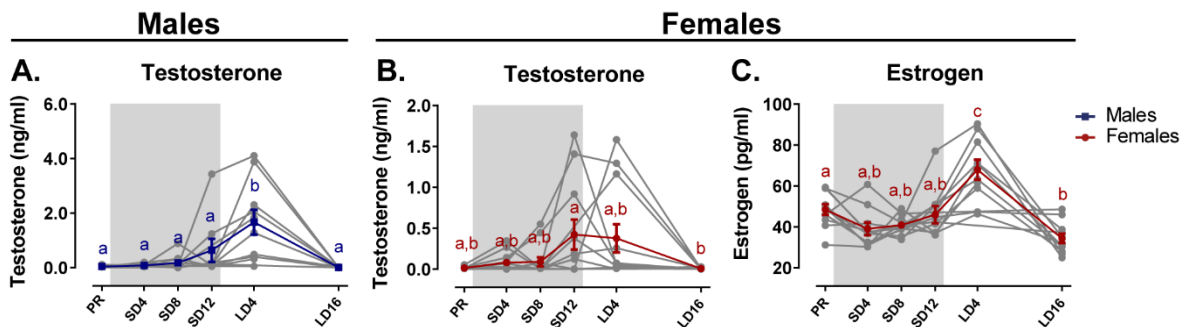 Males
Females
A.
Testosterone
Testosterone (ng/ml)
6.0
4.0
2.0
0.0
a
a
a
a
b
a
PR
SD4
SD8
SD12
LD4
LD16
B.
Testosterone
Testosterone (ng/ml)
2.0
1.5
1.0
0.5
0.0
a,b
a,b
a,b
a
a,b
b
PR
SD4
SD8
SD12
LD4
LD16
C.
Estrogen
Estrogen (pg/ml)
100
80
60
40
20
a
a,b
a,b
a,b
c
b
PR
SD4
SD8
SD12
LD4
LD16
Males
Females